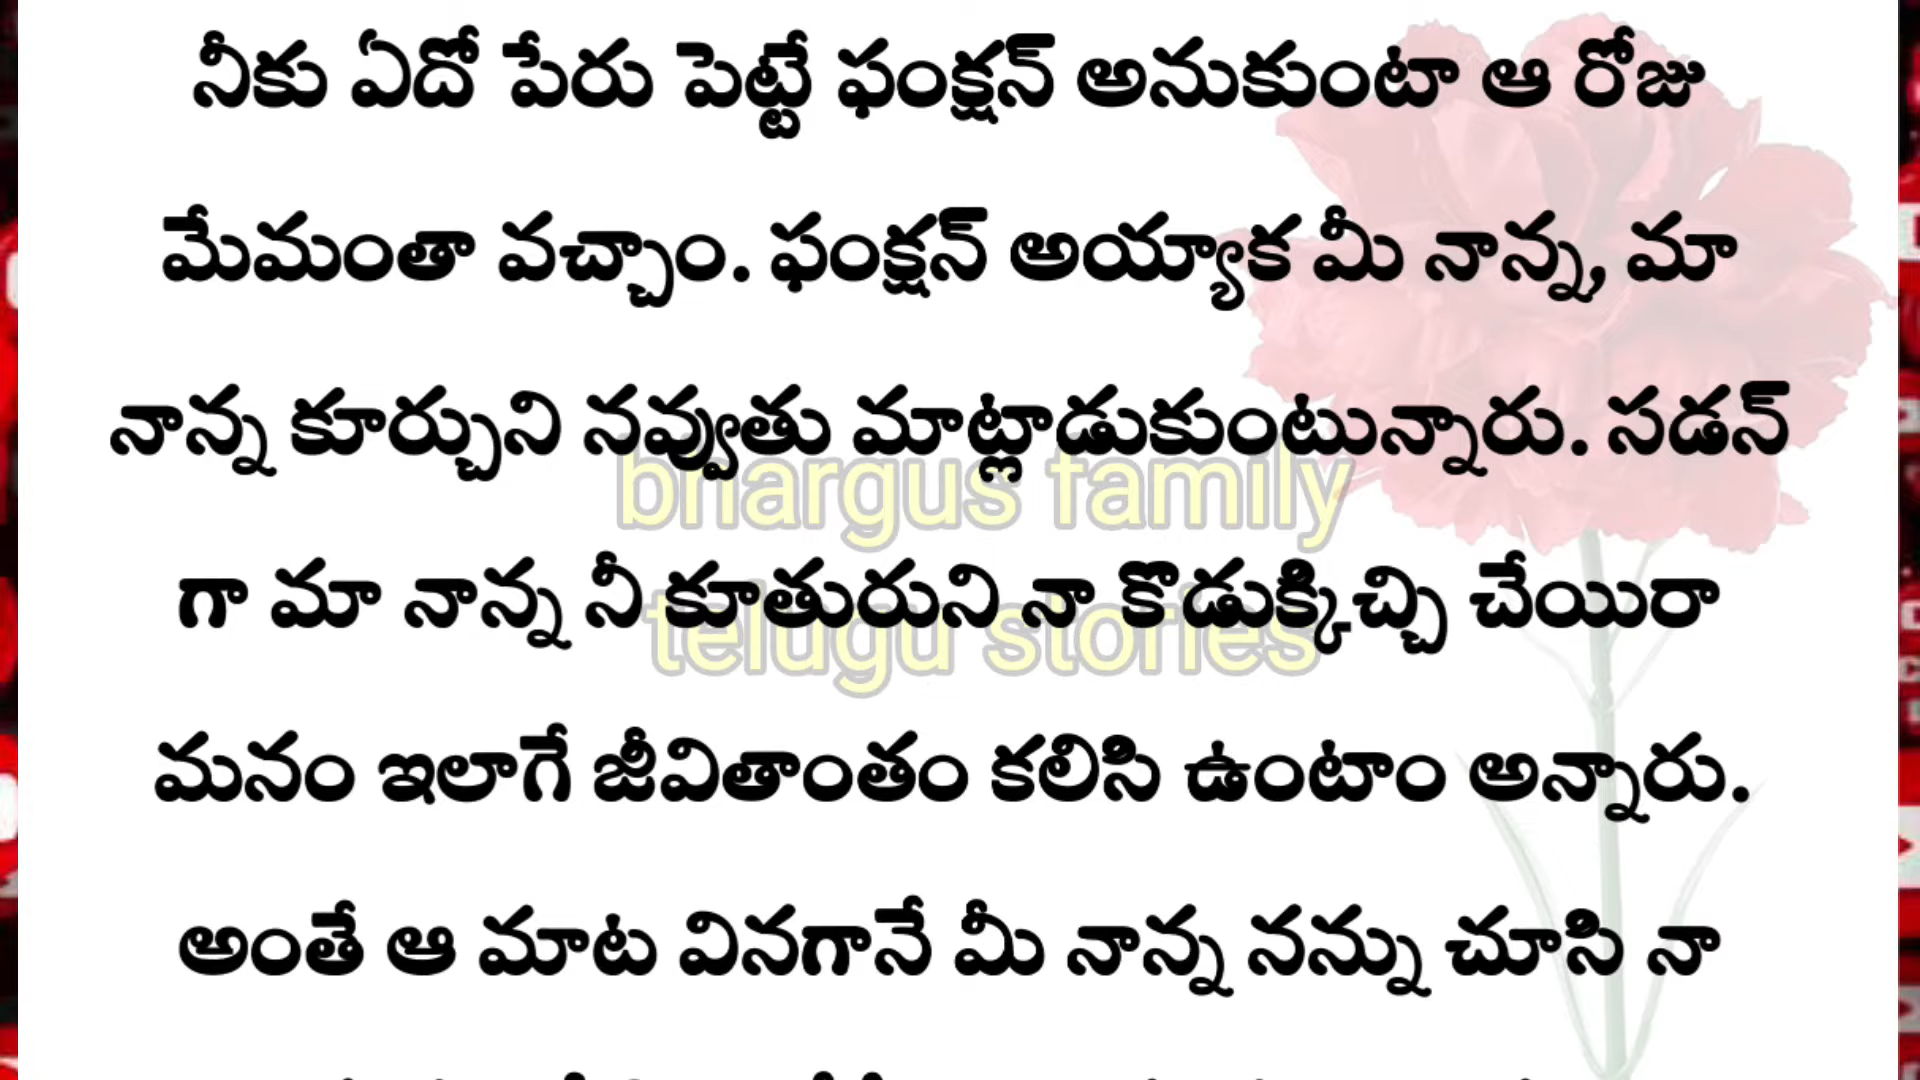 నీకు ఏదో పేరు పెట్టే ఫంక్షన్ అనుకుంటా ఆ రోజు
మేమంతా వచ్చాం. ఫంక్షన్ అయ్యాక మీ నాన్న, మా
నాన్న కూర్చుని నవ్వుతు మాట్లాడుకుంటున్నారు. సడన్
bhargus family
గా మా నాన్న నీ కూతురుని నా కొడుక్కిచ్చి చేయిరా
telugu stories
మనం ఇలాగే జీవితాంతం కలిసి ఉంటాం అన్నారు.
అంతే ఆ మాట వినగానే మీ నాన్న నన్ను చూసి నా